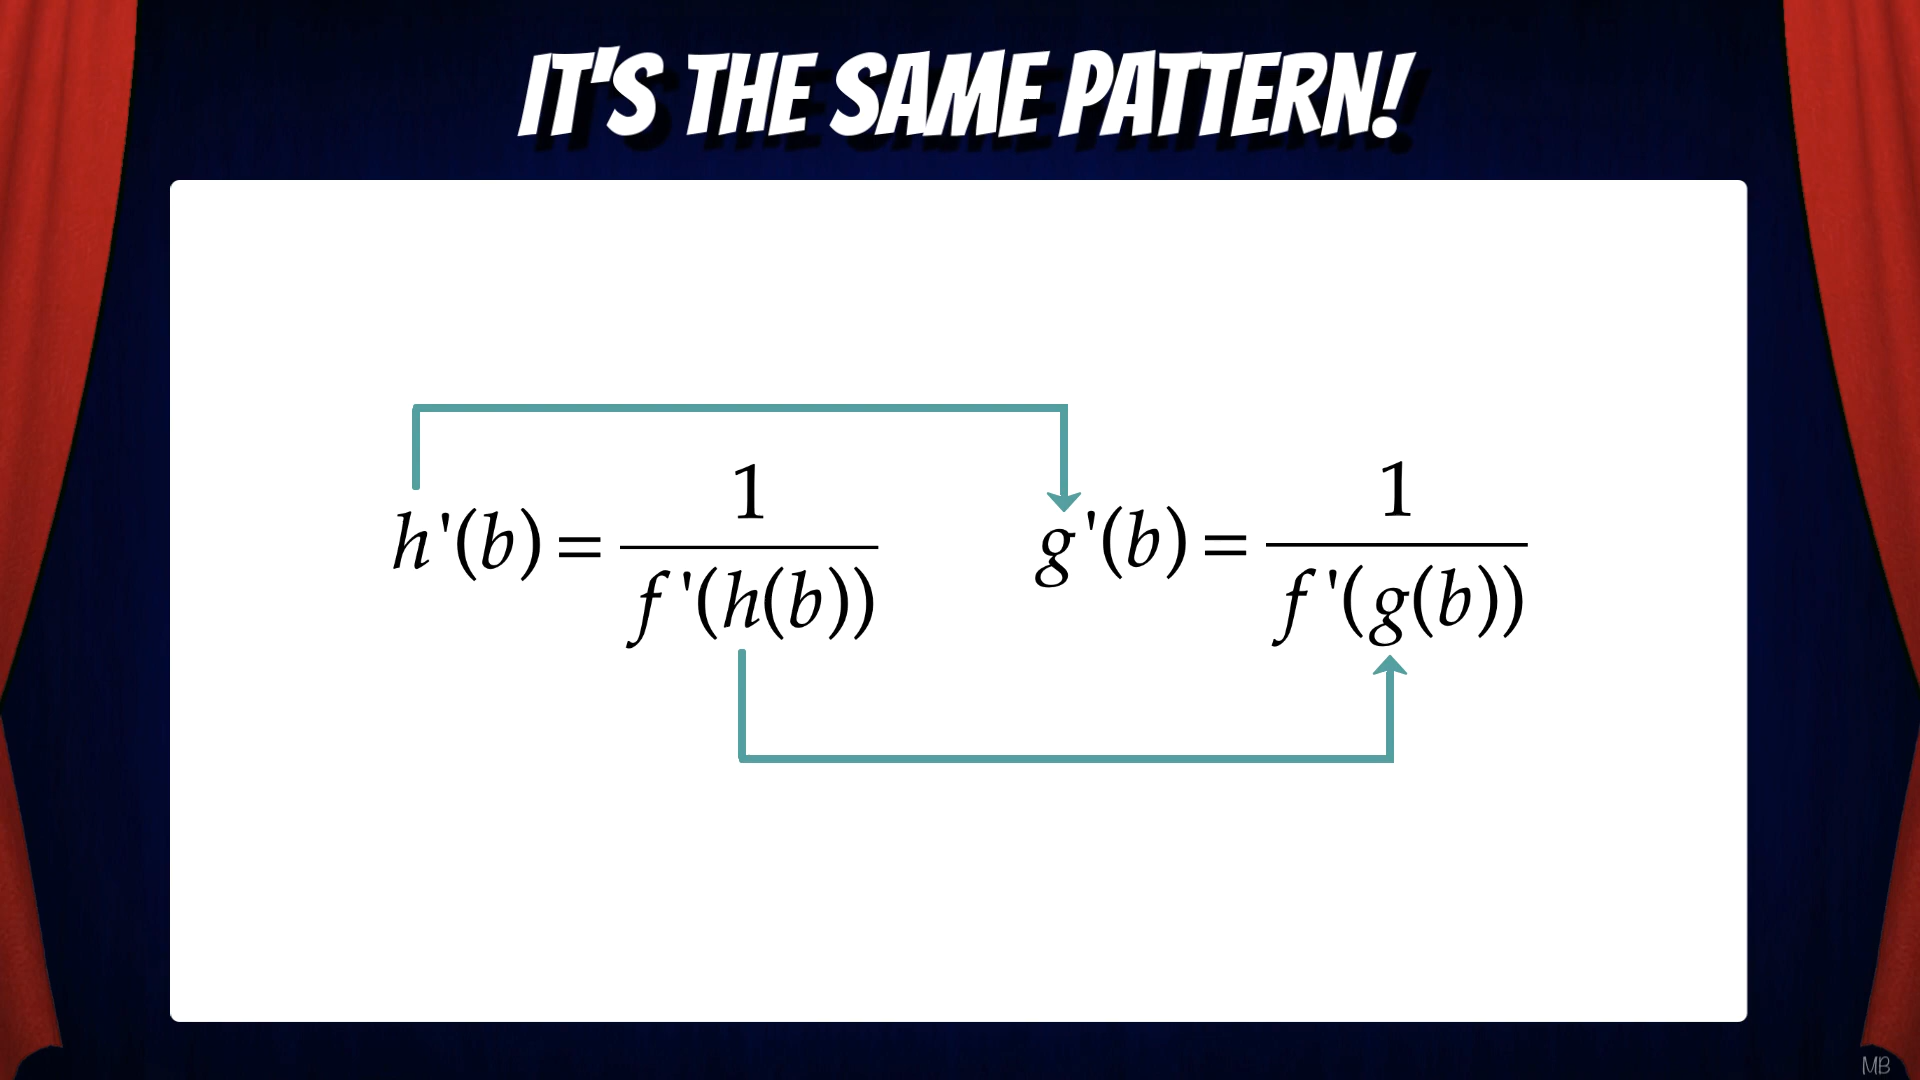 IT'S THE SAME PATTERN!
h'(b) = 1 / f'(h(b))
g'(b) = 1 / f'(g(b))
MB